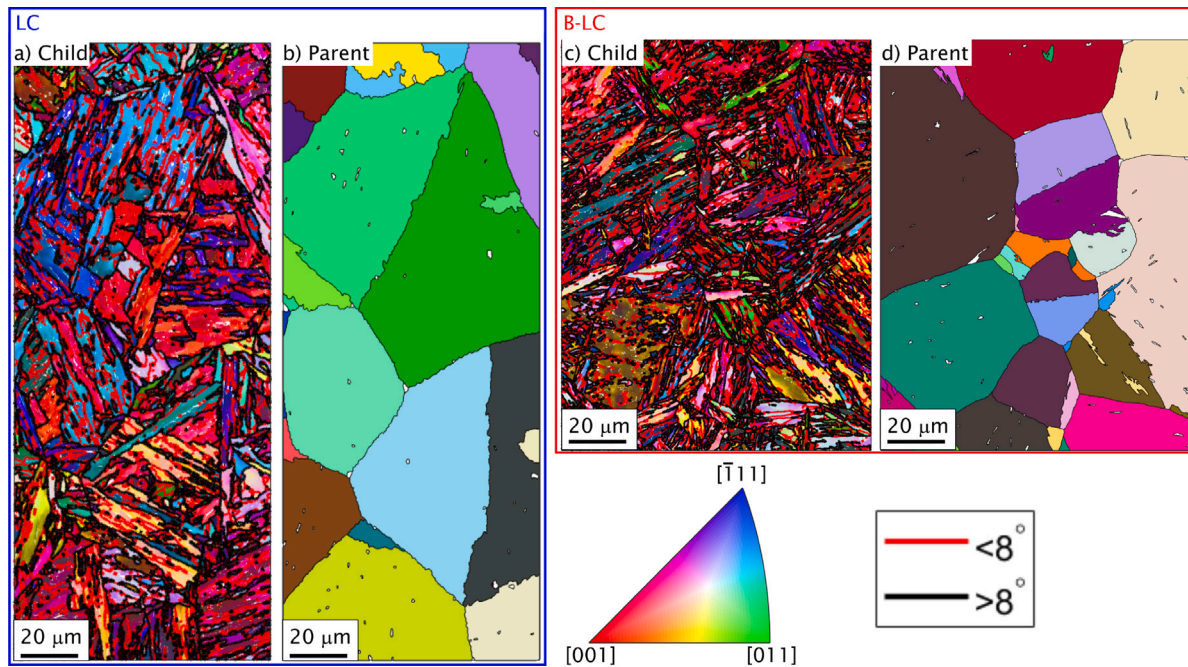 LC
a) Child
b) Parent
20 μm
20 μm
B-LC
c) Child
d) Parent
20 μm
20 μm
[1̅11]
[001]
[011]
<8°
>8°